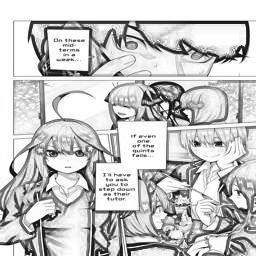 On these
mid-
terms
in a
week...
If even
one of
the quints
fails...
I'll have
to ask
you to
step down
as their
tutor.